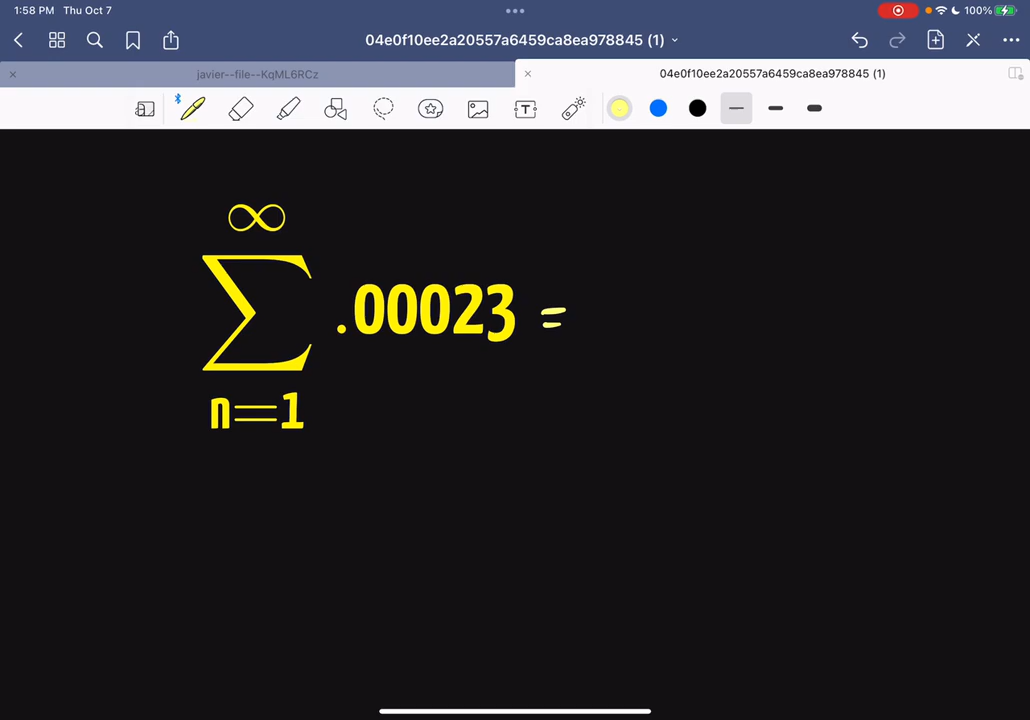 1:58 PM Thu Oct 7
100%
04e0f10ee2a20557a6459ca8ea978845 (1)
javier--file--KqML6RCz
04e0f10ee2a20557a6459ca8ea978845 (1)
∞
∑ .00023 =
n=1